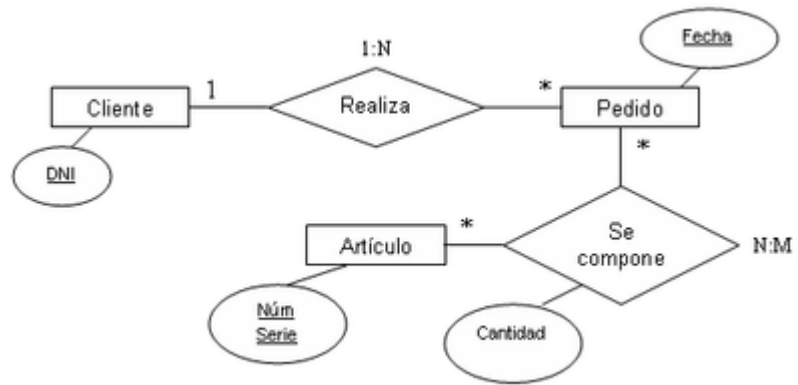 Fecha
1:N
Cliente
1
Realiza
*
Pedido
*
DNI
Artículo
*
Se
compone
N:M
Núm
Serie
Cantidad